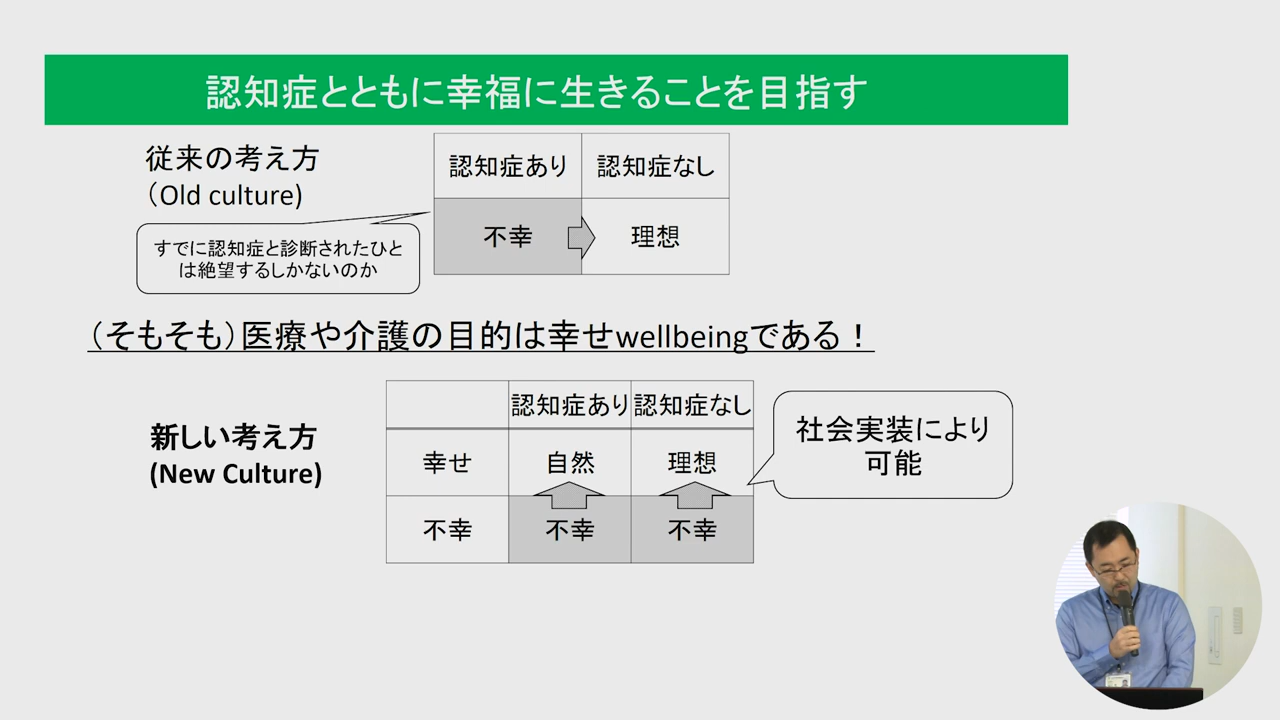 認知症とともに幸福に生きることを目指す
従来の考え方
（Old culture)
認知症あり 認知症なし
不幸 理想
すでに認知症と診断されたひと
は絶望するしかないのか
（そもそも）医療や介護の目的は幸せwellbeingである！
新しい考え方
(New Culture)
認知症あり 認知症なし
幸せ 自然 理想
不幸 不幸 不幸
社会実装により
可能